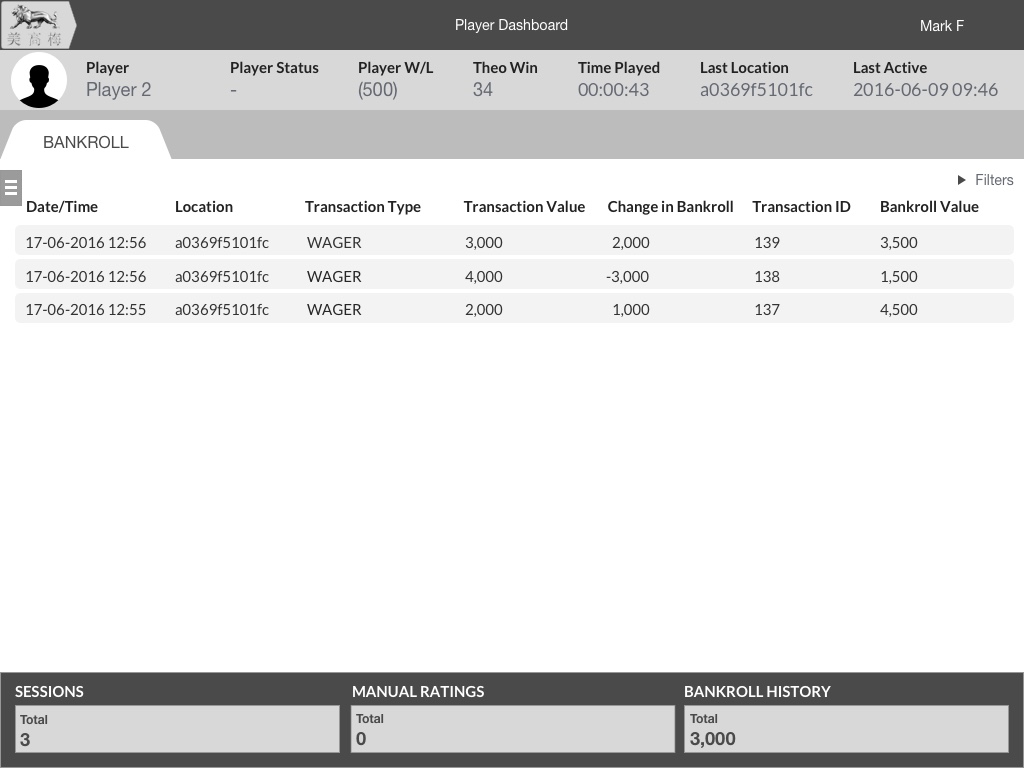 美高梅
Player Dashboard
Mark F
Player Player Status Player W/L Theo Win Time Played Last Location Last Active
Player 2 - (500) 34 00:00:43 a0369f5101fc 2016-06-09 09:46
BANKROLL
Filters
Date/Time Location Transaction Type Transaction Value Change in Bankroll Transaction ID Bankroll Value
17-06-2016 12:56 a0369f5101fc WAGER 3,000 2,000 139 3,500
17-06-2016 12:56 a0369f5101fc WAGER 4,000 -3,000 138 1,500
17-06-2016 12:55 a0369f5101fc WAGER 2,000 1,000 137 4,500
SESSIONS MANUAL RATINGS BANKROLL HISTORY
Total Total Total
3 0 3,000